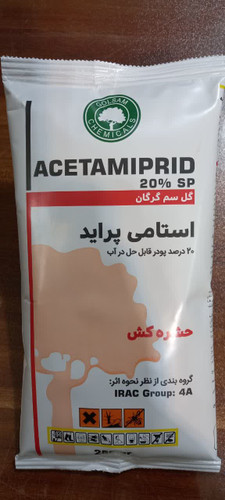 GOLSAM
CHEMICALS
ACETAMIPRID
20% SP
گل سم گرگان
استامی پراید
۲۰ درصد پودر قابل حل در آب
حشره کش
گروه بندی از نظر نحوه اثر:
IRAC Group: 4A